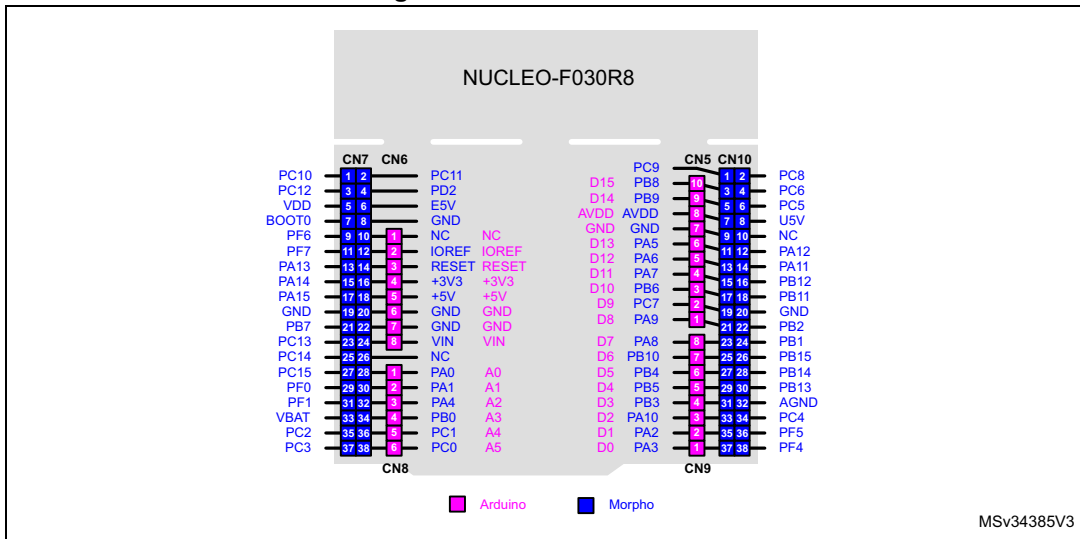 NUCLEO-F030R8
CN7 CN6 CN5 CN10
PC9
PC10 1 2 PC11 1 2 PC8
PC12 3 4 PD2 D15 PB8 10 3 4 PC6
VDD 5 6 E5V D14 PB9 9 5 6 PC5
BOOT0 7 8 GND AVDD AVDD 8 7 8 U5V
PF6 9 10 1 NC NC GND GND 7 9 10 NC
PF7 11 12 2 IOREF IOREF D13 PA5 6 11 12 PA12
PA13 13 14 3 RESET RESET D12 PA6 5 13 14 PA11
PA14 15 16 4 +3V3 +3V3 D11 PA7 4 15 16 PB12
PA15 17 18 5 +5V +5V D10 PB6 3 17 18 PB11
GND 19 20 6 GND GND D9 PC7 2 19 20 GND
PB7 21 22 7 GND GND D8 PA9 1 21 22 PB2
PC13 23 24 8 VIN VIN D7 PA8 8 23 24 PB1
PC14 25 26 NC D6 PB10 7 25 26 PB15
PC15 27 28 1 PA0 A0 D5 PB4 6 27 28 PB14
PF0 29 30 2 PA1 A1 D4 PB5 5 29 30 PB13
PF1 31 32 3 PA4 A2 D3 PB3 4 31 32 AGND
VBAT 33 34 4 PB0 A3 D2 PA10 3 33 34 PC4
PC2 35 36 5 PC1 A4 D1 PA2 2 35 36 PF5
PC3 37 38 6 PC0 A5 D0 PA3 1 37 38 PF4
CN8 CN9
Arduino Morpho
MSv34385V3